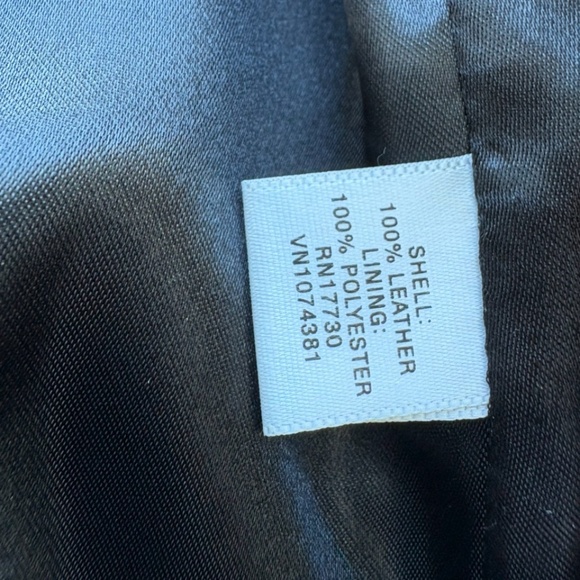 SHELL:
100% LEATHER
LINING:
100% POLYESTER
RN17730
VN1074381